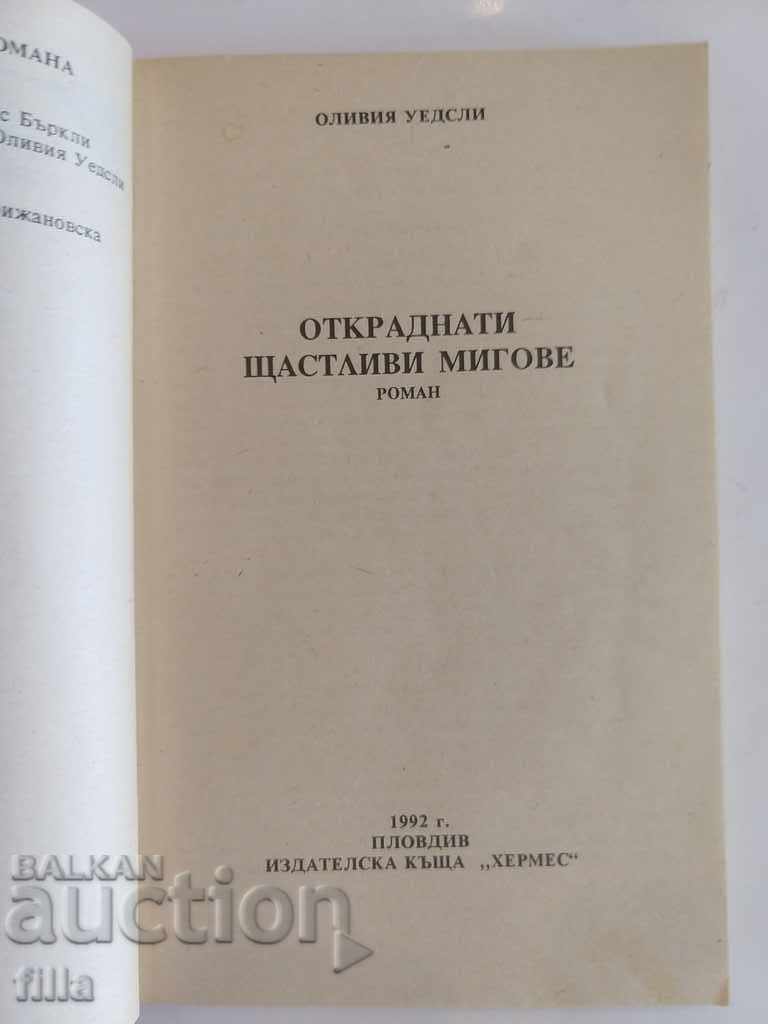 ОМАНА
с Бъркли
Оливия Уедсли
ижановска
ОЛИВИЯ УЕДСЛИ
ОТКРАДНАТИ
ЩАСТЛИВИ МИГОВЕ
РОМАН
1992 г.
ПЛОВДИВ
ИЗДАТЕЛСКА КЪЩА „ХЕРМЕС“
BALKAN
auction
filla